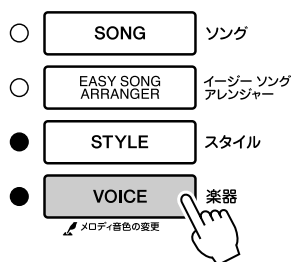 SONG ソング
EASY SONG イージー ソング
ARRANGER アレンジャー
STYLE スタイル
VOICE 楽器
メロディ音色の変更